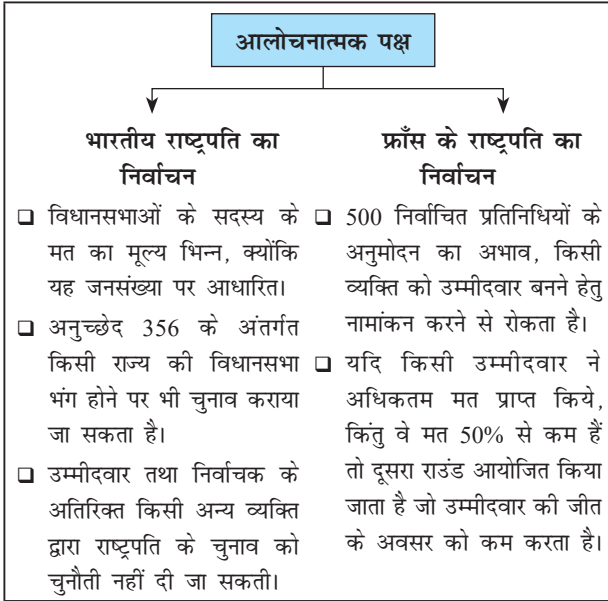 आलोचनात्मक पक्ष
भारतीय राष्ट्रपति का
निर्वाचन
❑ विधानसभाओं के सदस्य के
मत का मूल्य भिन्न, क्योंकि
यह जनसंख्या पर आधारित।
❑ अनुच्छेद 356 के अंतर्गत
किसी राज्य की विधानसभा
भंग होने पर भी चुनाव कराया
जा सकता है।
❑ उम्मीदवार तथा निर्वाचक के
अतिरिक्त किसी अन्य व्यक्ति
द्वारा राष्ट्रपति के चुनाव को
चुनौती नहीं दी जा सकती।
फ्राँस के राष्ट्रपति का
निर्वाचन
❑ 500 निर्वाचित प्रतिनिधियों के
अनुमोदन का अभाव, किसी
व्यक्ति को उम्मीदवार बनने हेतु
नामांकन करने से रोकता है।
❑ यदि किसी उम्मीदवार ने
अधिकतम मत प्राप्त किये,
किंतु वे मत 50% से कम हैं
तो दूसरा राउंड आयोजित किया
जाता है जो उम्मीदवार की जीत
के अवसर को कम करता है।